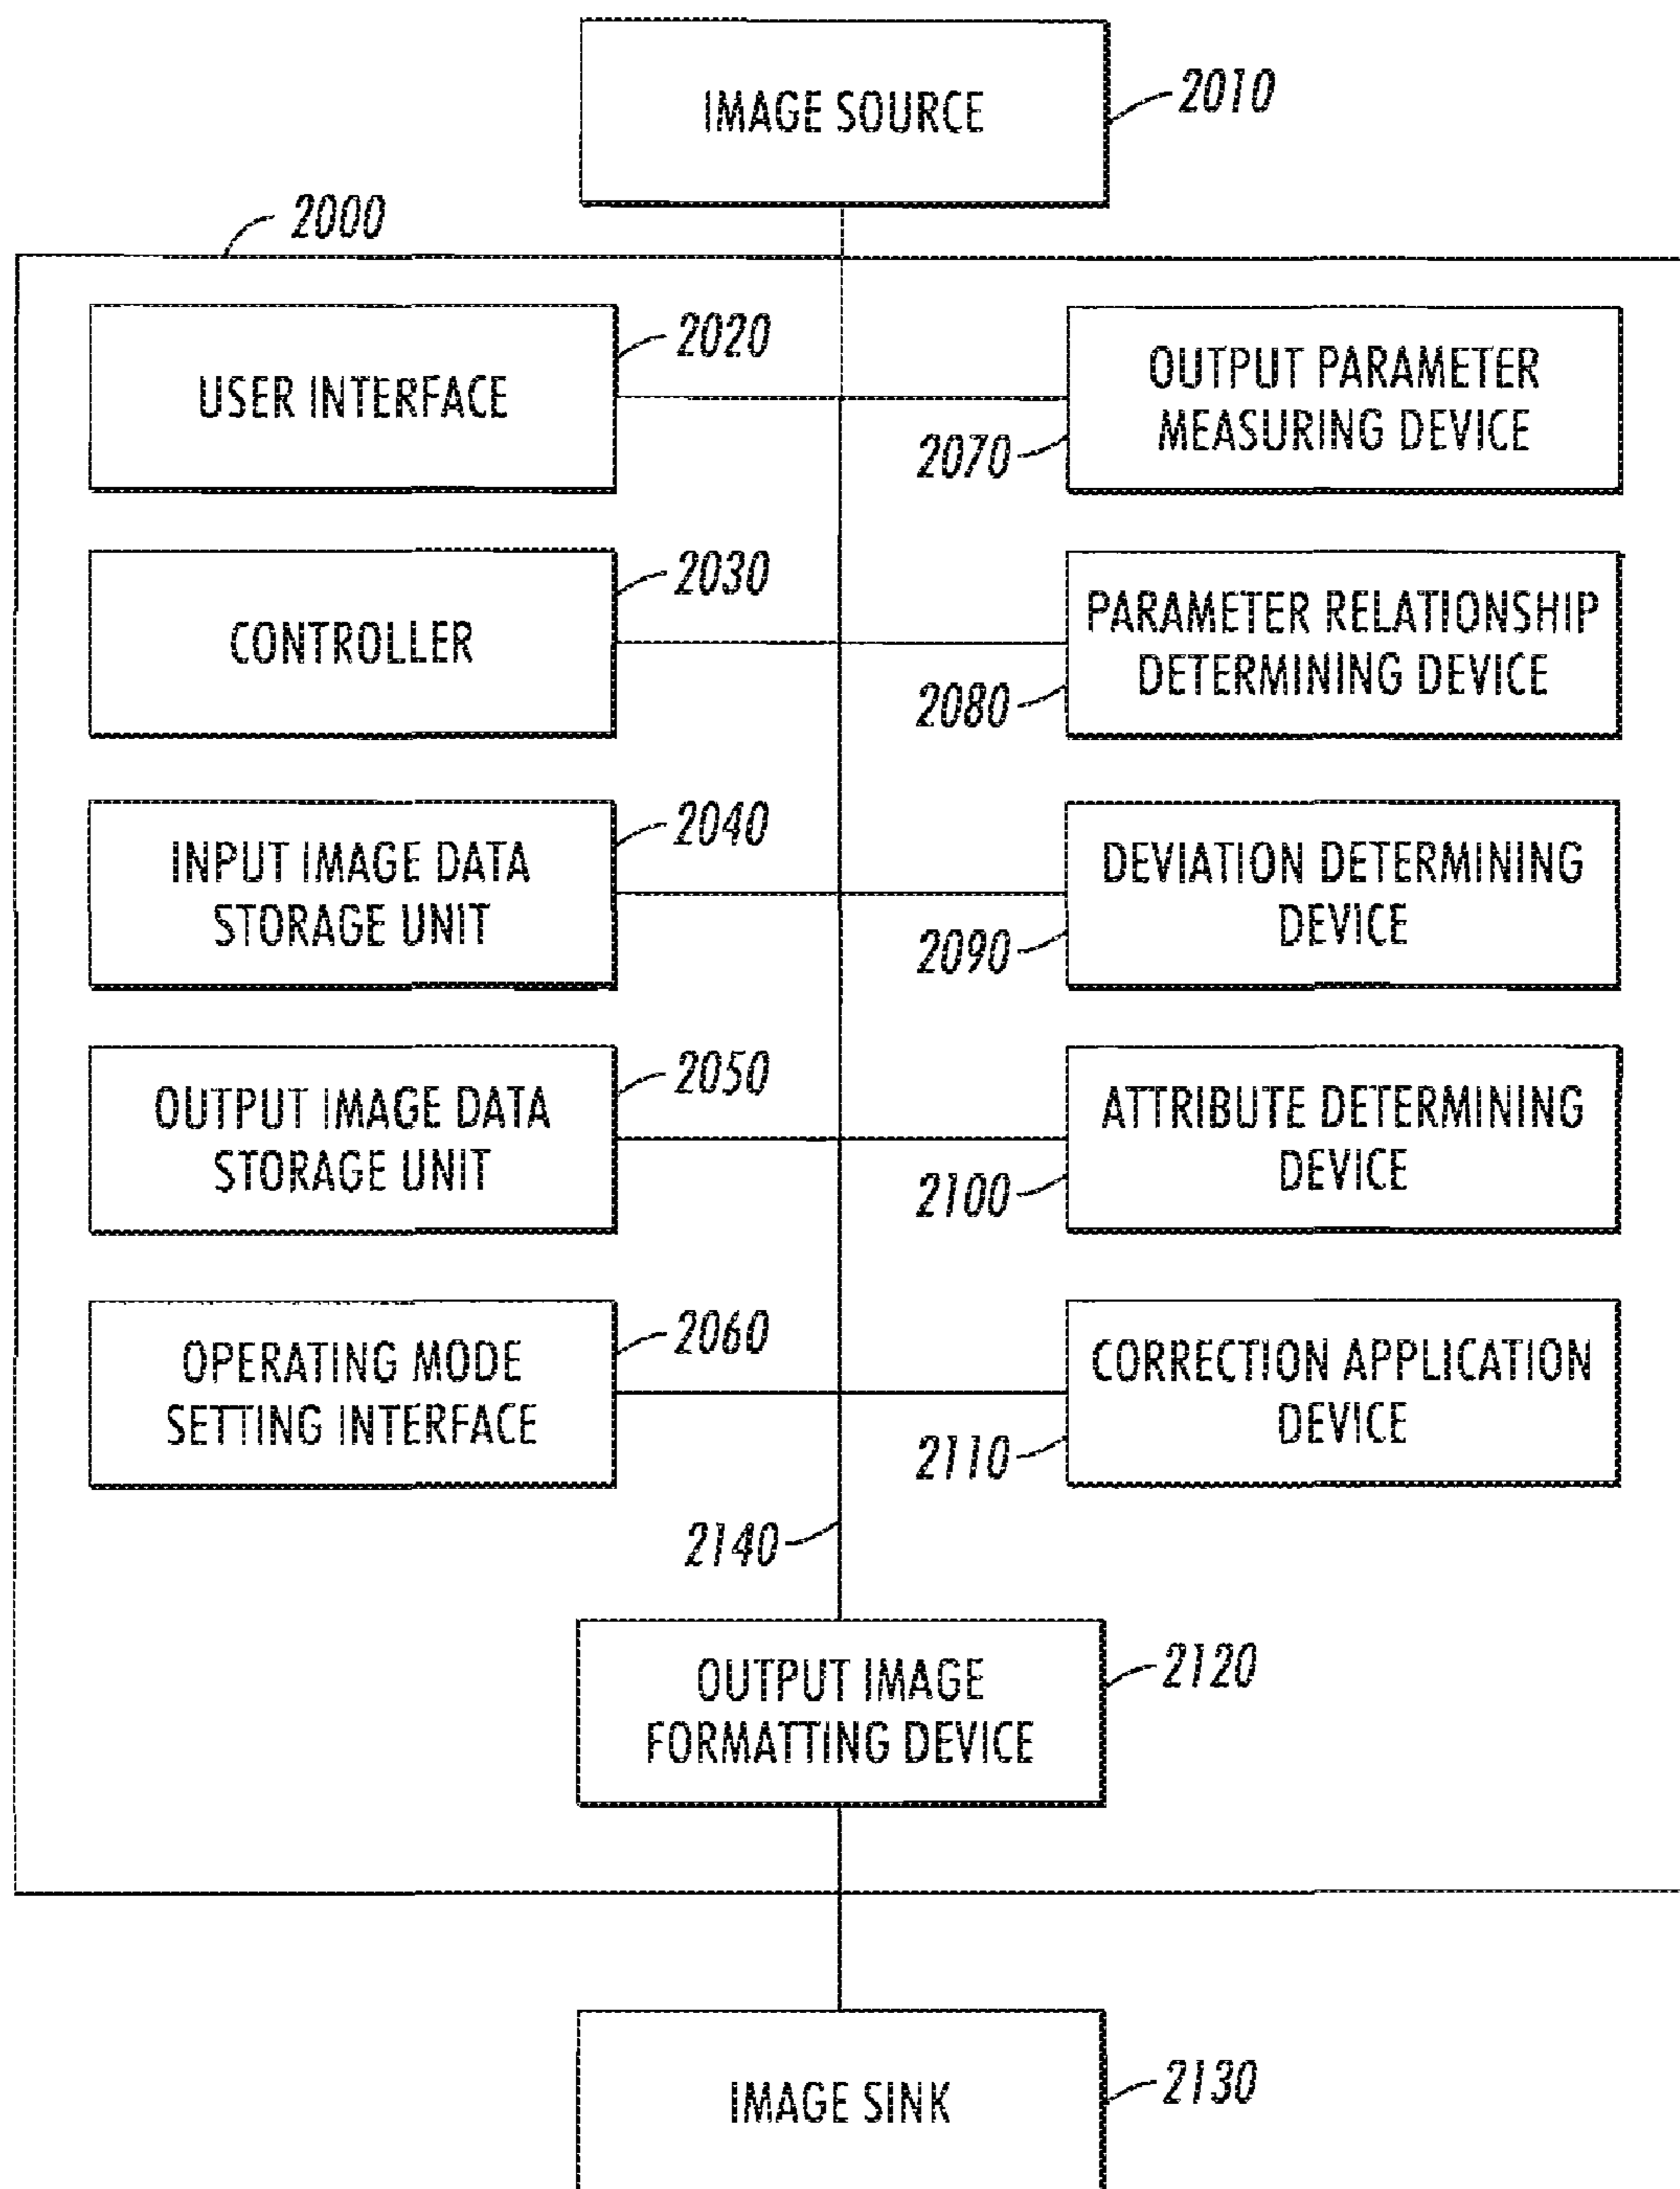 IMAGE SOURCE
2010
2000
USER INTERFACE
2020
OUTPUT PARAMETER
MEASURING DEVICE
2070
CONTROLLER
2030
PARAMETER RELATIONSHIP
DETERMINING DEVICE
2080
INPUT IMAGE DATA
STORAGE UNIT
2040
DEVIATION DETERMINING
DEVICE
2090
OUTPUT IMAGE DATA
STORAGE UNIT
2050
ATTRIBUTE DETERMINING
DEVICE
2100
OPERATING MODE
SETTING INTERFACE
2060
CORRECTION APPLICATION
DEVICE
2110
2140
OUTPUT IMAGE
FORMATTING DEVICE
2120
IMAGE SINK
2130